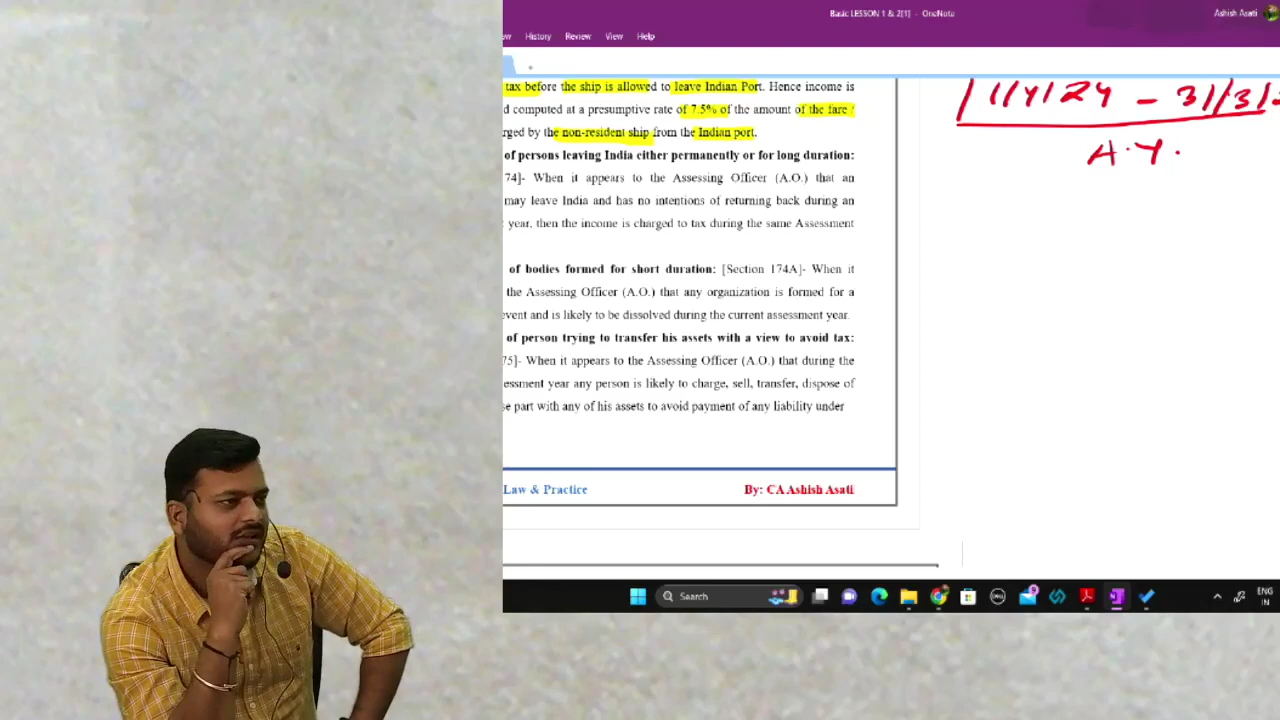 Basic LESSON 1 & 2[1] - OneNote
Ashish Asati
History Review View Help
tax before the ship is allowed to leave Indian Port. Hence income is
d computed at a presumptive rate of 7.5% of the amount of the fare /
rged by the non-resident ship from the Indian port.
of persons leaving India either permanently or for long duration:
74]- When it appears to the Assessing Officer (A.O.) that an
may leave India and has no intentions of returning back during an
year, then the income is charged to tax during the same Assessment
of bodies formed for short duration: [Section 174A]- When it
the Assessing Officer (A.O.) that any organization is formed for a
event and is likely to be dissolved during the current assessment year.
of person trying to transfer his assets with a view to avoid tax:
75]- When it appears to the Assessing Officer (A.O.) that during the
essment year any person is likely to charge, sell, transfer, dispose of
e part with any of his assets to avoid payment of any liability under
Law & Practice
By: CA Ashish Asati
1/4/24 - 31/3/2
A.Y.
Search
ENG
IN